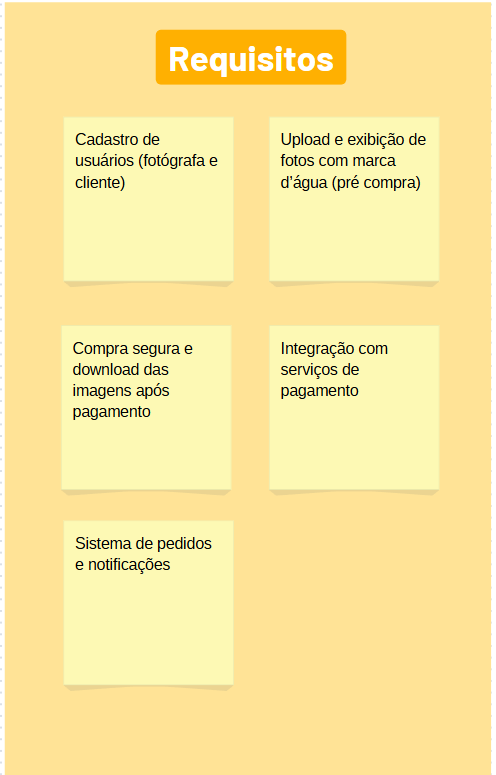 Requisitos
Cadastro de
usuários (fotógrafa e
cliente)
Upload e exibição de
fotos com marca
d’água (pré compra)
Compra segura e
download das
imagens após
pagamento
Integração com
serviços de
pagamento
Sistema de pedidos
e notificações